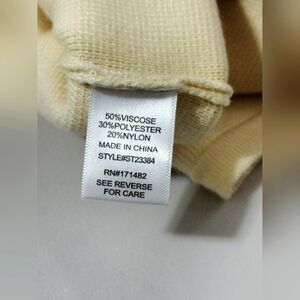 50%VISCOSE
30%POLYESTER
20%NYLON
MADE IN CHINA
STYLE#ST23384
RN#171482
SEE REVERSE
FOR CARE